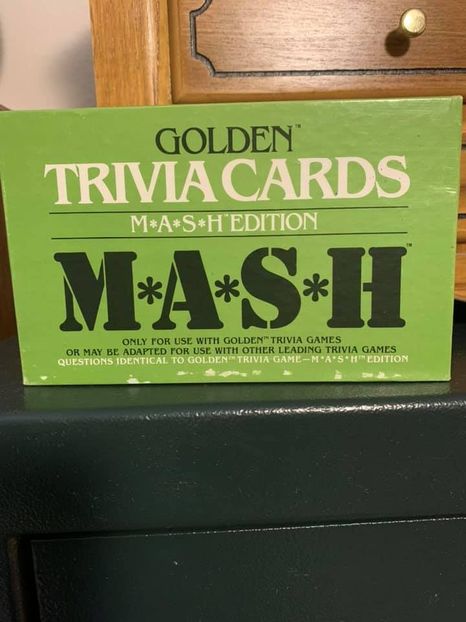 GOLDEN™
TRIVIA CARDS
M*A*S*H™ EDITION
M*A*S*H™
ONLY FOR USE WITH GOLDEN™ TRIVIA GAMES
OR MAY BE ADAPTED FOR USE WITH OTHER LEADING TRIVIA GAMES
QUESTIONS IDENTICAL TO GOLDEN™ TRIVIA GAME—M*A*S*H™ EDITION